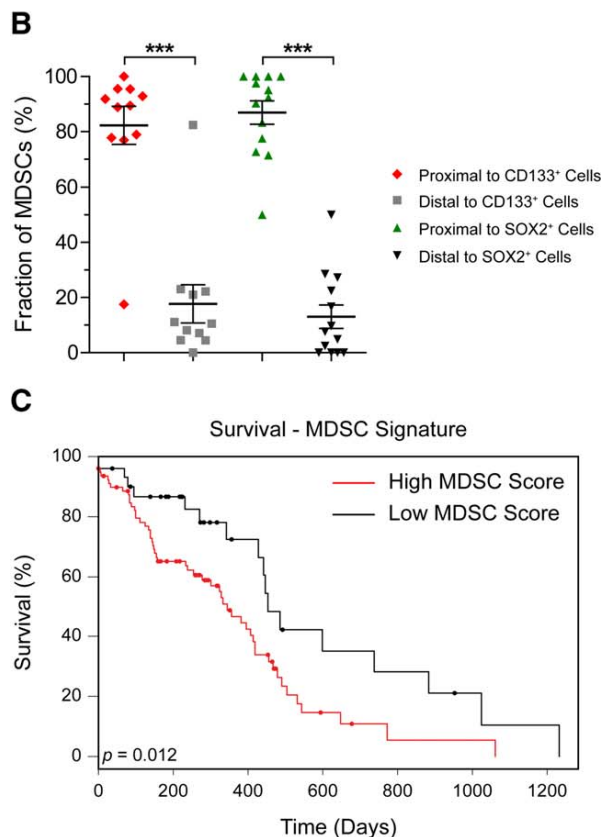 B
***
***
100
80
60
40
20
0
Fraction of MDSCs (%)
Proximal to CD133⁺ Cells
Distal to CD133⁺ Cells
Proximal to SOX2⁺ Cells
Distal to SOX2⁺ Cells
C
Survival - MDSC Signature
100
80
60
40
20
0
Survival (%)
High MDSC Score
Low MDSC Score
p = 0.012
0
200
400
600
800
1000
1200
Time (Days)